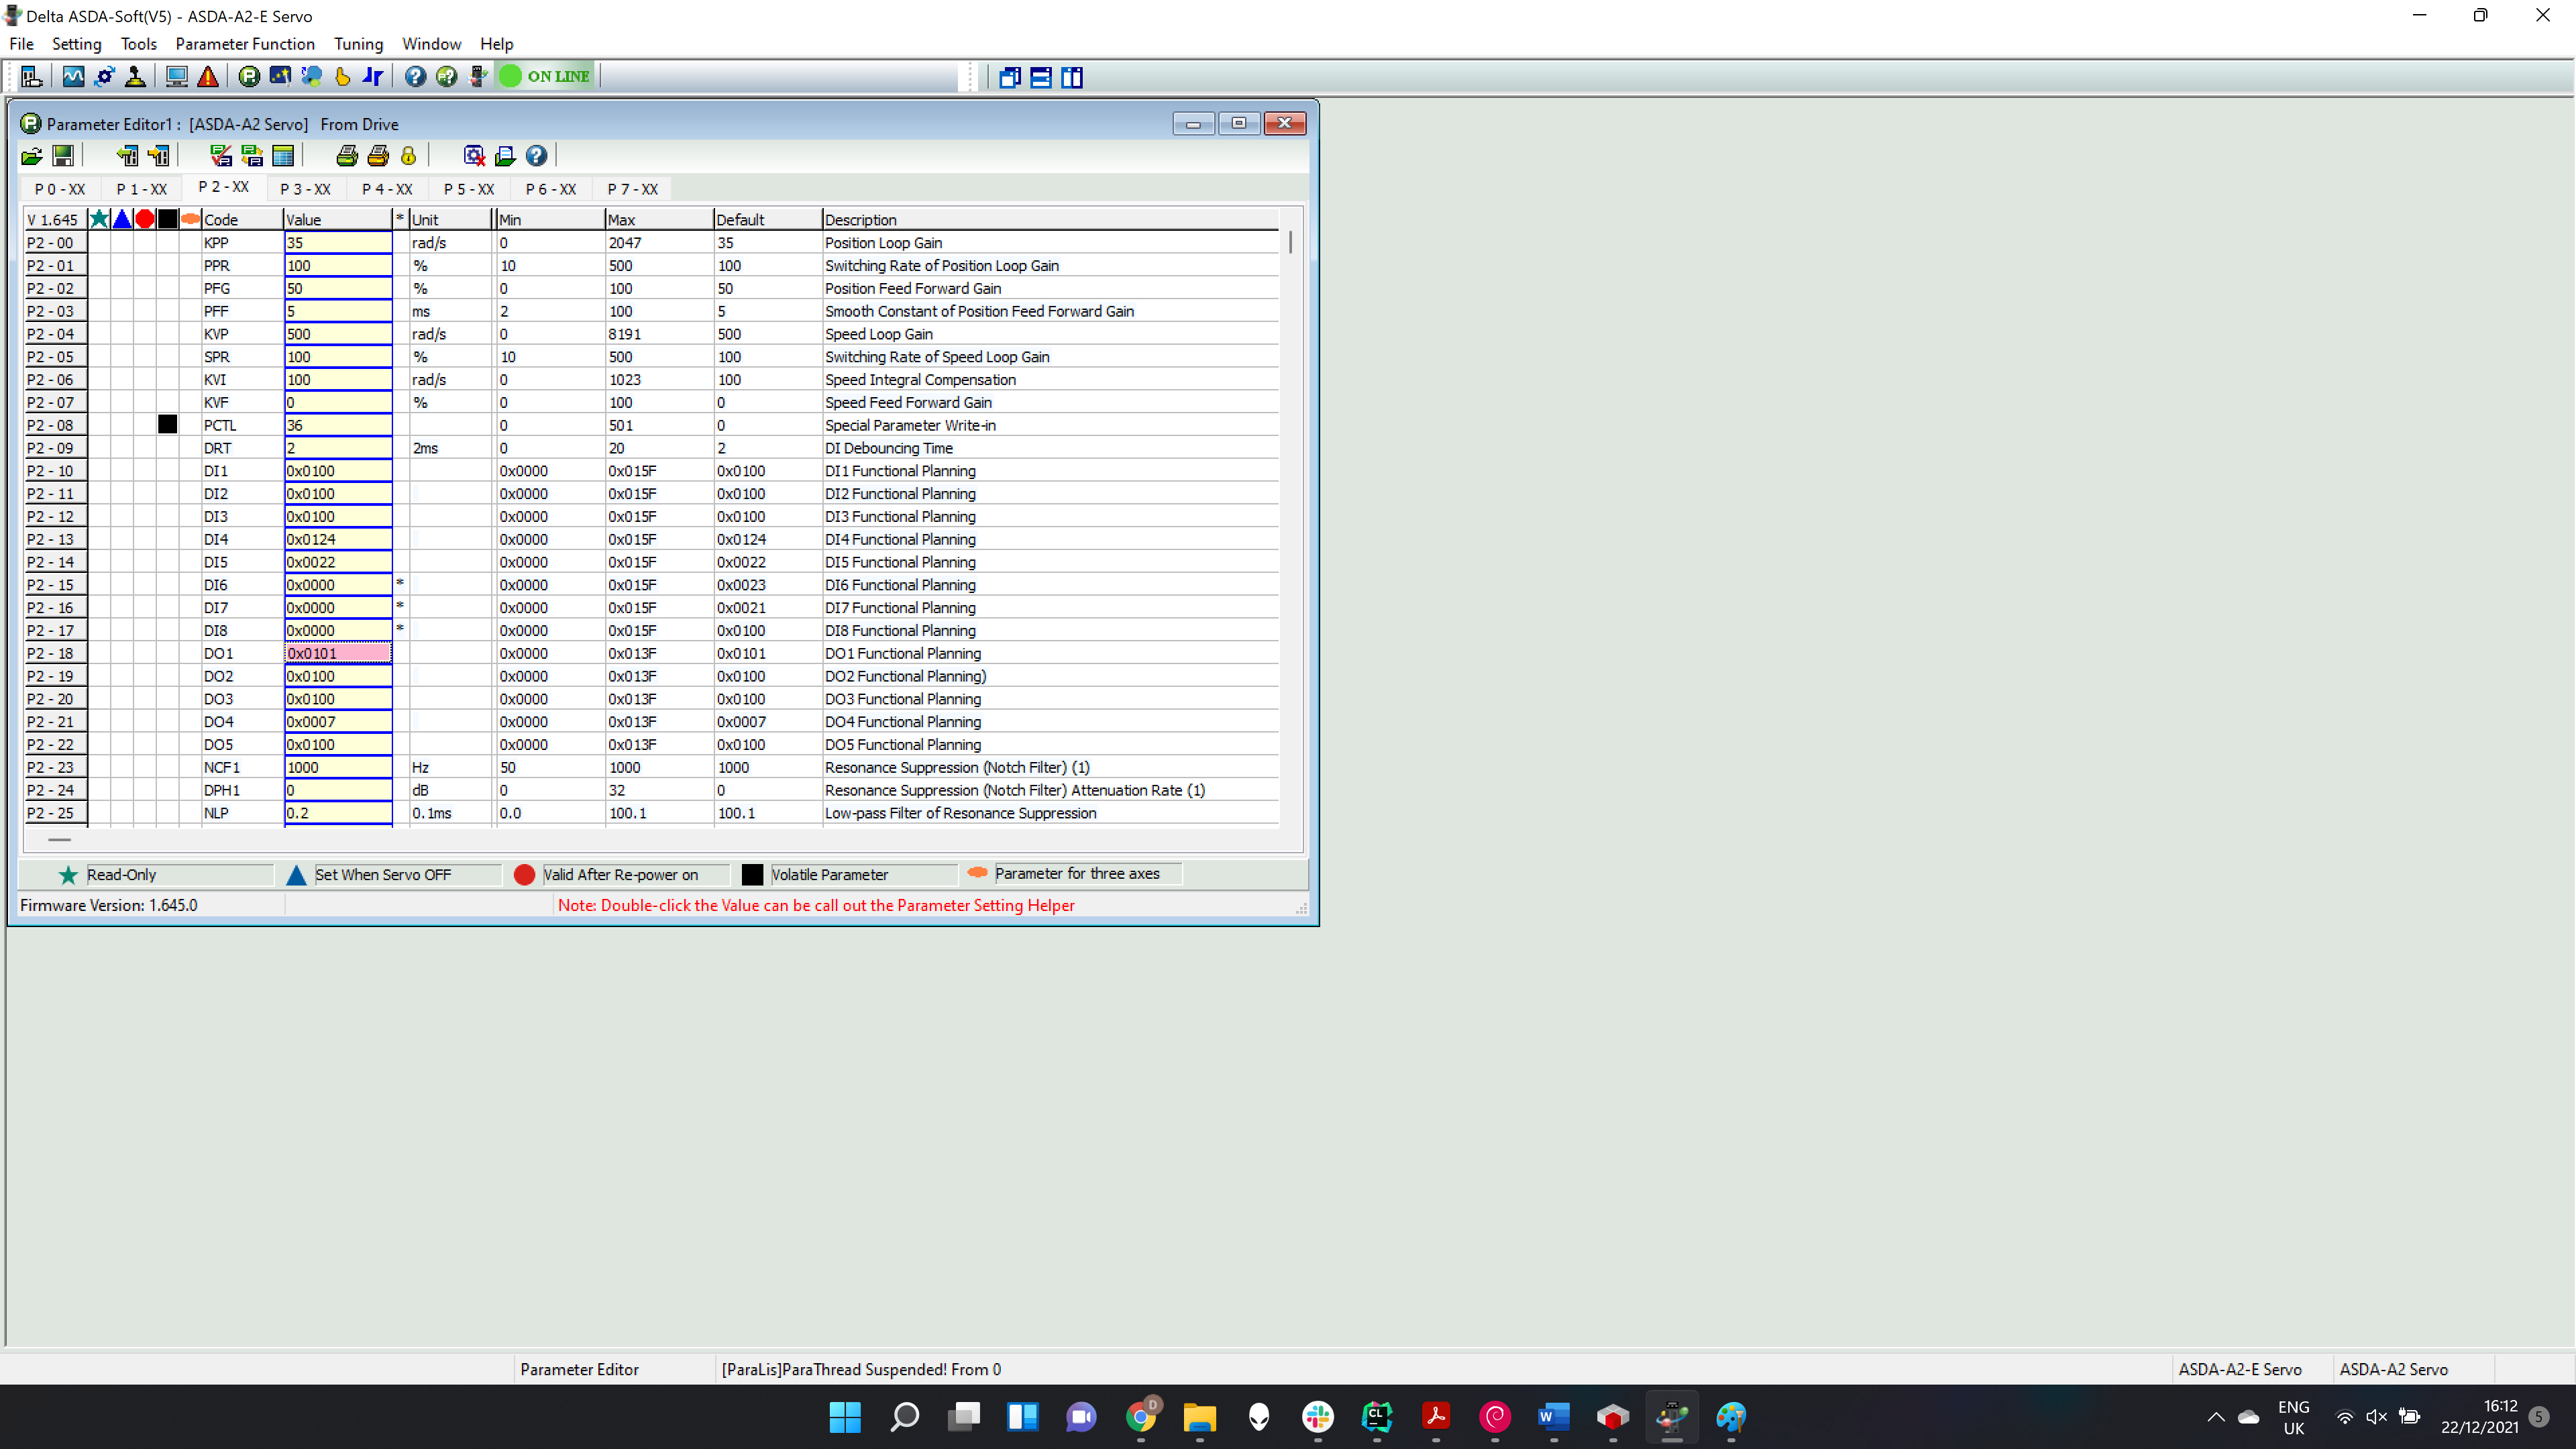 Delta ASDA-Soft(V5) - ASDA-A2-E Servo
File Setting Tools Parameter Function Tuning Window Help
ON LINE
Parameter Editor1 : [ASDA-A2 Servo] From Drive
P 0 - XX P 1 - XX P 2 - XX P 3 - XX P 4 - XX P 5 - XX P 6 - XX P 7 - XX
V 1.645 Code Value * Unit Min Max Default Description
P2 - 00 KPP 35 rad/s 0 2047 35 Position Loop Gain
P2 - 01 PPR 100 % 10 500 100 Switching Rate of Position Loop Gain
P2 - 02 PFG 50 % 0 100 50 Position Feed Forward Gain
P2 - 03 PFF 5 ms 2 100 5 Smooth Constant of Position Feed Forward Gain
P2 - 04 KVP 500 rad/s 0 8191 500 Speed Loop Gain
P2 - 05 SPR 100 % 10 500 100 Switching Rate of Speed Loop Gain
P2 - 06 KVI 100 rad/s 0 1023 100 Speed Integral Compensation
P2 - 07 KVF 0 % 0 100 0 Speed Feed Forward Gain
P2 - 08 PCTL 36 0 501 0 Special Parameter Write-in
P2 - 09 DRT 2 2ms 0 20 2 DI Debouncing Time
P2 - 10 DI1 0x0100 0x0000 0x015F 0x0100 DI1 Functional Planning
P2 - 11 DI2 0x0100 0x0000 0x015F 0x0100 DI2 Functional Planning
P2 - 12 DI3 0x0100 0x0000 0x015F 0x0100 DI3 Functional Planning
P2 - 13 DI4 0x0124 0x0000 0x015F 0x0124 DI4 Functional Planning
P2 - 14 DI5 0x0022 0x0000 0x015F 0x0022 DI5 Functional Planning
P2 - 15 DI6 0x0000 * 0x0000 0x015F 0x0023 DI6 Functional Planning
P2 - 16 DI7 0x0000 * 0x0000 0x015F 0x0021 DI7 Functional Planning
P2 - 17 DI8 0x0000 * 0x0000 0x015F 0x0100 DI8 Functional Planning
P2 - 18 DO1 0x0101 0x0000 0x013F 0x0101 DO1 Functional Planning
P2 - 19 DO2 0x0100 0x0000 0x013F 0x0100 DO2 Functional Planning)
P2 - 20 DO3 0x0100 0x0000 0x013F 0x0100 DO3 Functional Planning
P2 - 21 DO4 0x0007 0x0000 0x013F 0x0007 DO4 Functional Planning
P2 - 22 DO5 0x0100 0x0000 0x013F 0x0100 DO5 Functional Planning
P2 - 23 NCF1 1000 Hz 50 1000 1000 Resonance Suppression (Notch Filter) (1)
P2 - 24 DPH1 0 dB 0 32 0 Resonance Suppression (Notch Filter) Attenuation Rate (1)
P2 - 25 NLP 0.2 0.1ms 0.0 100.1 100.1 Low-pass Filter of Resonance Suppression
Read-Only Set When Servo OFF Valid After Re-power on Volatile Parameter Parameter for three axes
Firmware Version: 1.645.0 Note: Double-click the Value can be call out the Parameter Setting Helper
Parameter Editor [ParaLis]ParaThread Suspended! From 0 ASDA-A2-E Servo ASDA-A2 Servo
D CL W
ENG 16:12
UK 22/12/2021 5